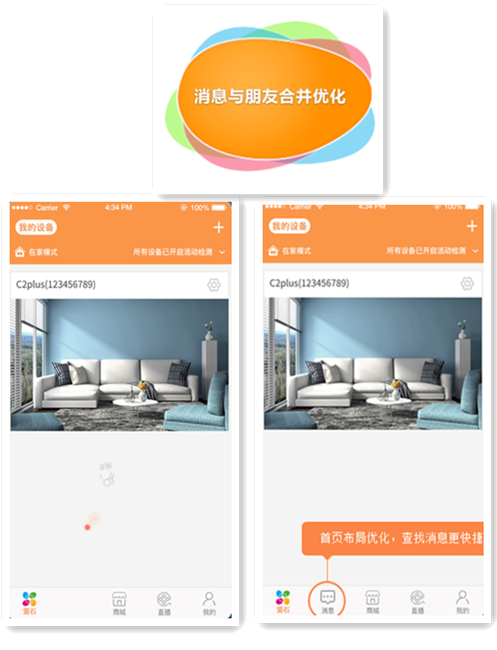 消息与朋友合并优化
Carrier 4:34 PM 100%
我的设备
在家模式 所有设备已开启活动检测
C2plus(123456789)
萤石 商城 直播 我的
Carrier 4:34 PM 100%
我的设备
在家模式 所有设备已开启活动检测
C2plus(123456789)
首页布局优化，查找消息更快捷
萤石 消息 商城 直播 我的